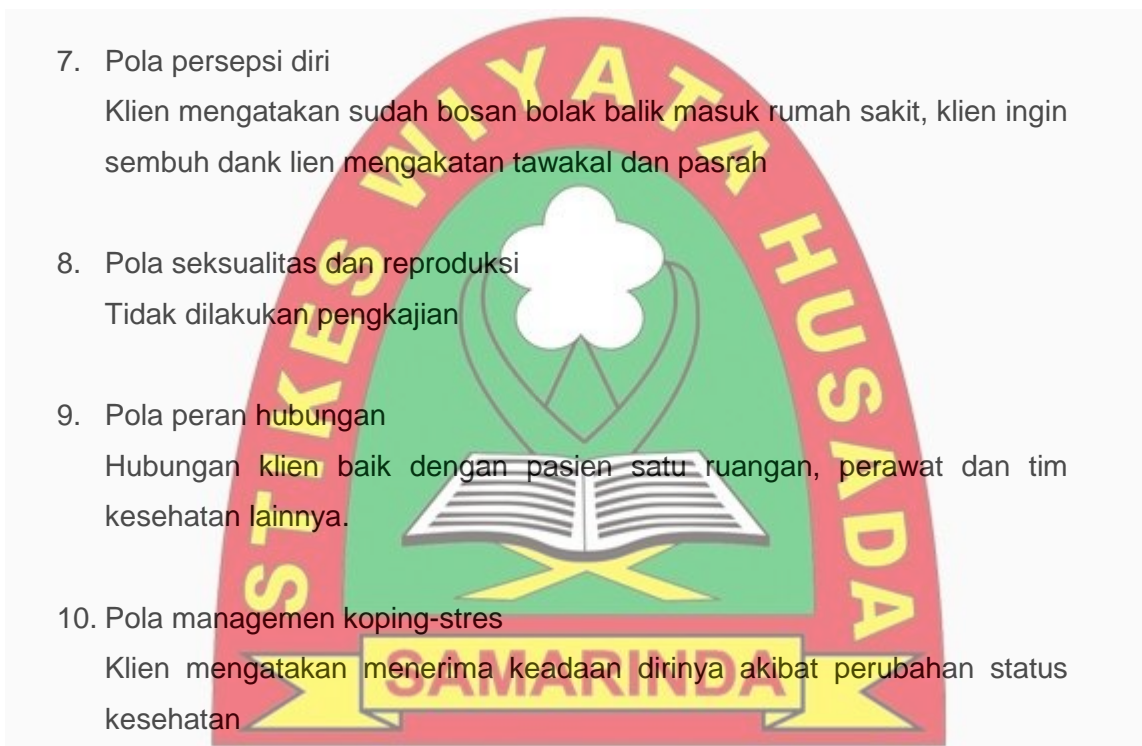 7. Pola persepsi diri
Klien mengatakan sudah bosan bolak balik masuk rumah sakit, klien ingin
sembuh dank lien mengakatan tawakal dan pasrah
8. Pola seksualitas dan reproduksi
Tidak dilakukan pengkajian
9. Pola peran hubungan
Hubungan klien baik dengan pasien satu ruangan, perawat dan tim
kesehatan lainnya.
10. Pola managemen koping-stres
Klien mengatakan menerima keadaan dirinya akibat perubahan status
kesehatan
STIKES WIYATA HUSADA
SAMARINDA